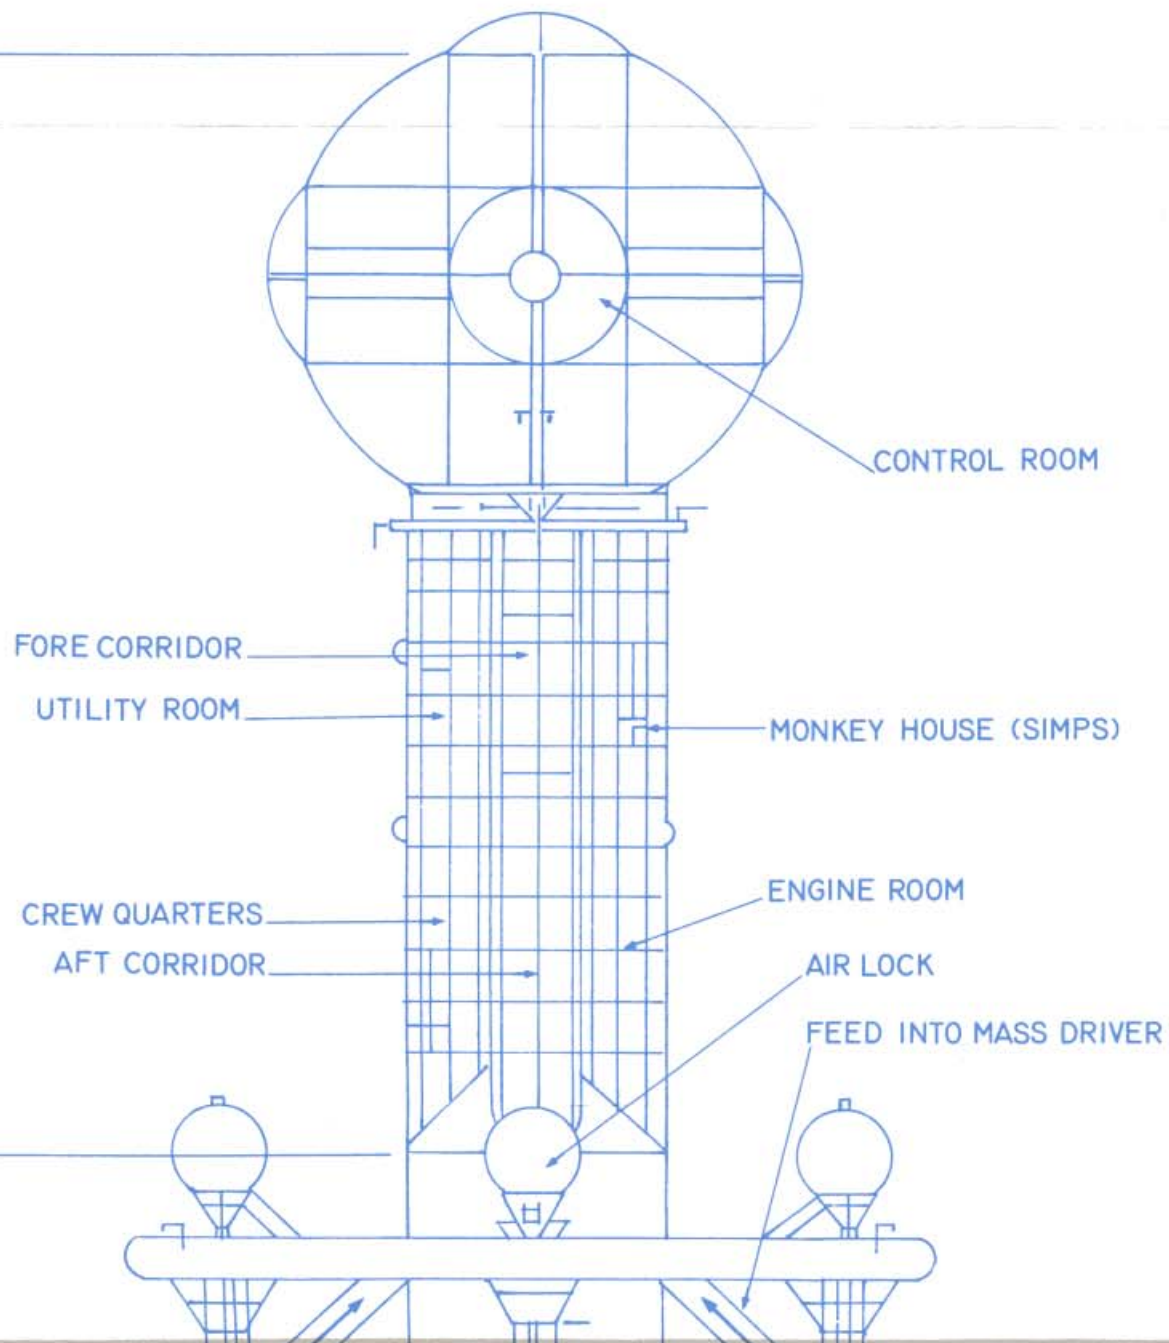 CONTROL ROOM
FORE CORRIDOR
UTILITY ROOM
MONKEY HOUSE (SIMPS)
ENGINE ROOM
CREW QUARTERS
AFT CORRIDOR
AIR LOCK
FEED INTO MASS DRIVER